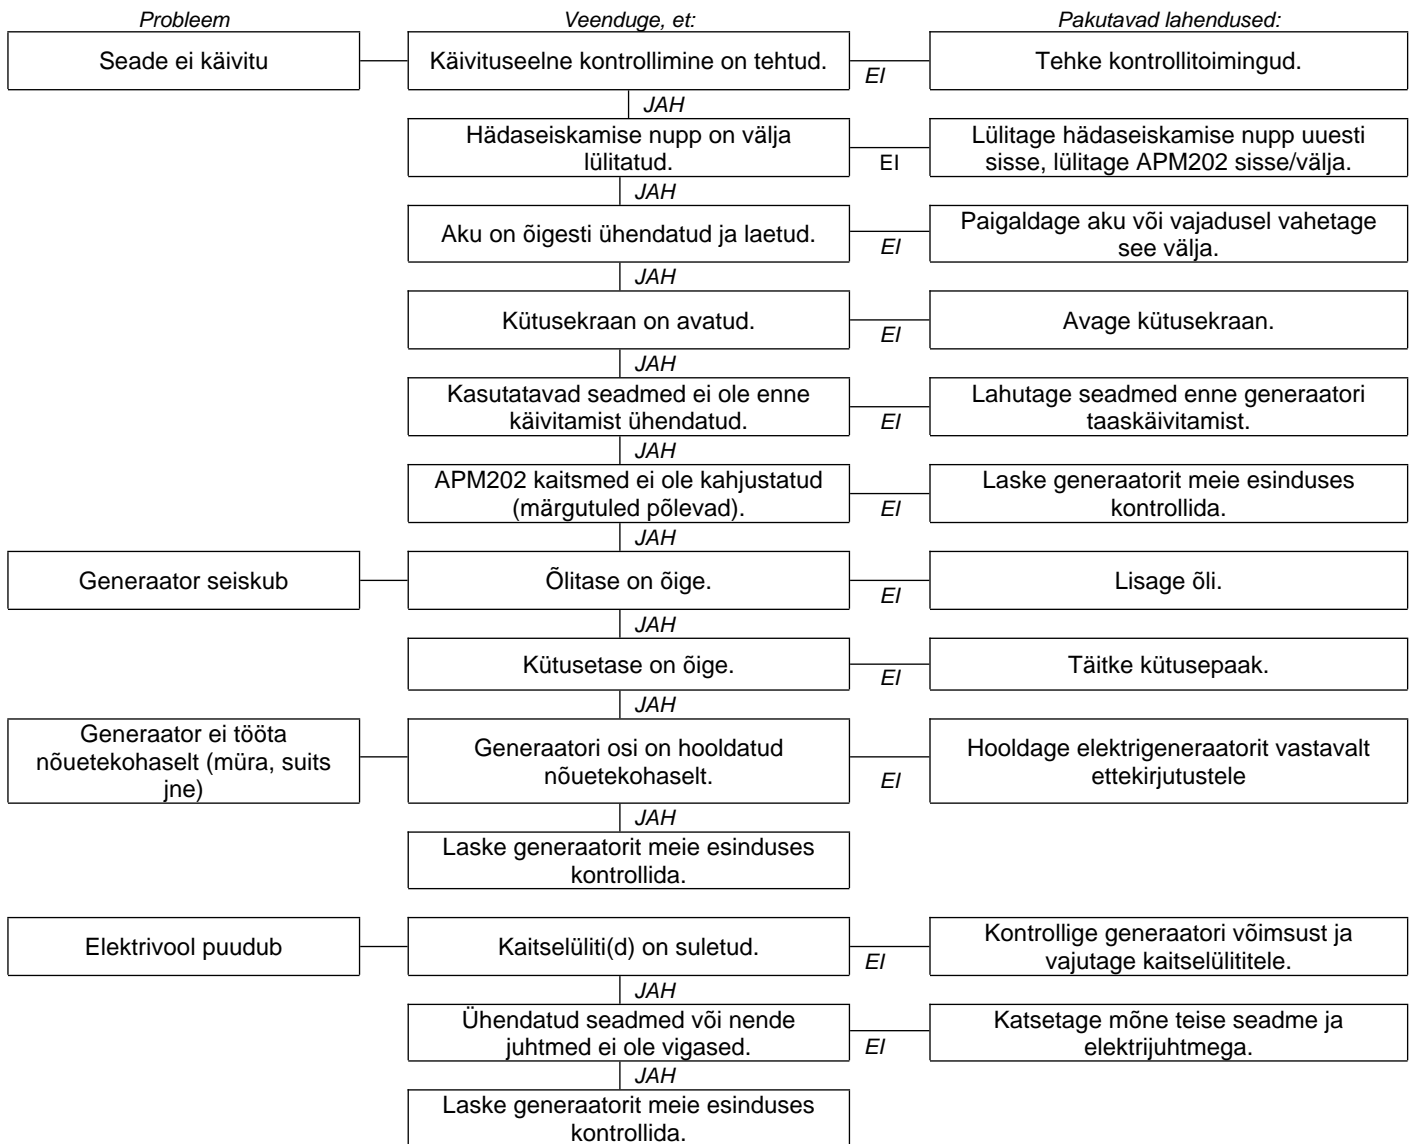 Probleem
Veenduge, et:
Pakutavad lahendused:
Seade ei käivitu
Käivituseelne kontrollimine on tehtud.
EI
Tehke kontrollitoimingud.
JAH
Hädaseiskamise nupp on välja
lülitatud.
EI
Lülitage hädaseiskamise nupp uuesti
sisse, lülitage APM202 sisse/välja.
JAH
Aku on õigesti ühendatud ja laetud.
EI
Paigaldage aku või vajadusel vahetage
see välja.
JAH
Kütusekraan on avatud.
EI
Avage kütusekraan.
JAH
Kasutatavad seadmed ei ole enne
käivitamist ühendatud.
EI
Lahutage seadmed enne generaatori
taaskäivitamist.
JAH
APM202 kaitsmed ei ole kahjustatud
(märgutuled põlevad).
EI
Laske generaatorit meie esinduses
kontrollida.
JAH
Generaator seiskub
Õlitase on õige.
EI
Lisage õli.
JAH
Kütusetase on õige.
EI
Täitke kütusepaak.
JAH
Generaator ei tööta
nõuetekohaselt (müra, suits
jne)
Generaatori osi on hooldatud
nõuetekohaselt.
EI
Hooldage elektrigeneraatorit vastavalt
ettekirjutustele
JAH
Laske generaatorit meie esinduses
kontrollida.
Elektrivool puudub
Kaitselüliti(d) on suletud.
EI
Kontrollige generaatori võimsust ja
vajutage kaitselülititele.
JAH
Ühendatud seadmed või nende
juhtmed ei ole vigased.
EI
Katsetage mõne teise seadme ja
elektrijuhtmega.
JAH
Laske generaatorit meie esinduses
kontrollida.